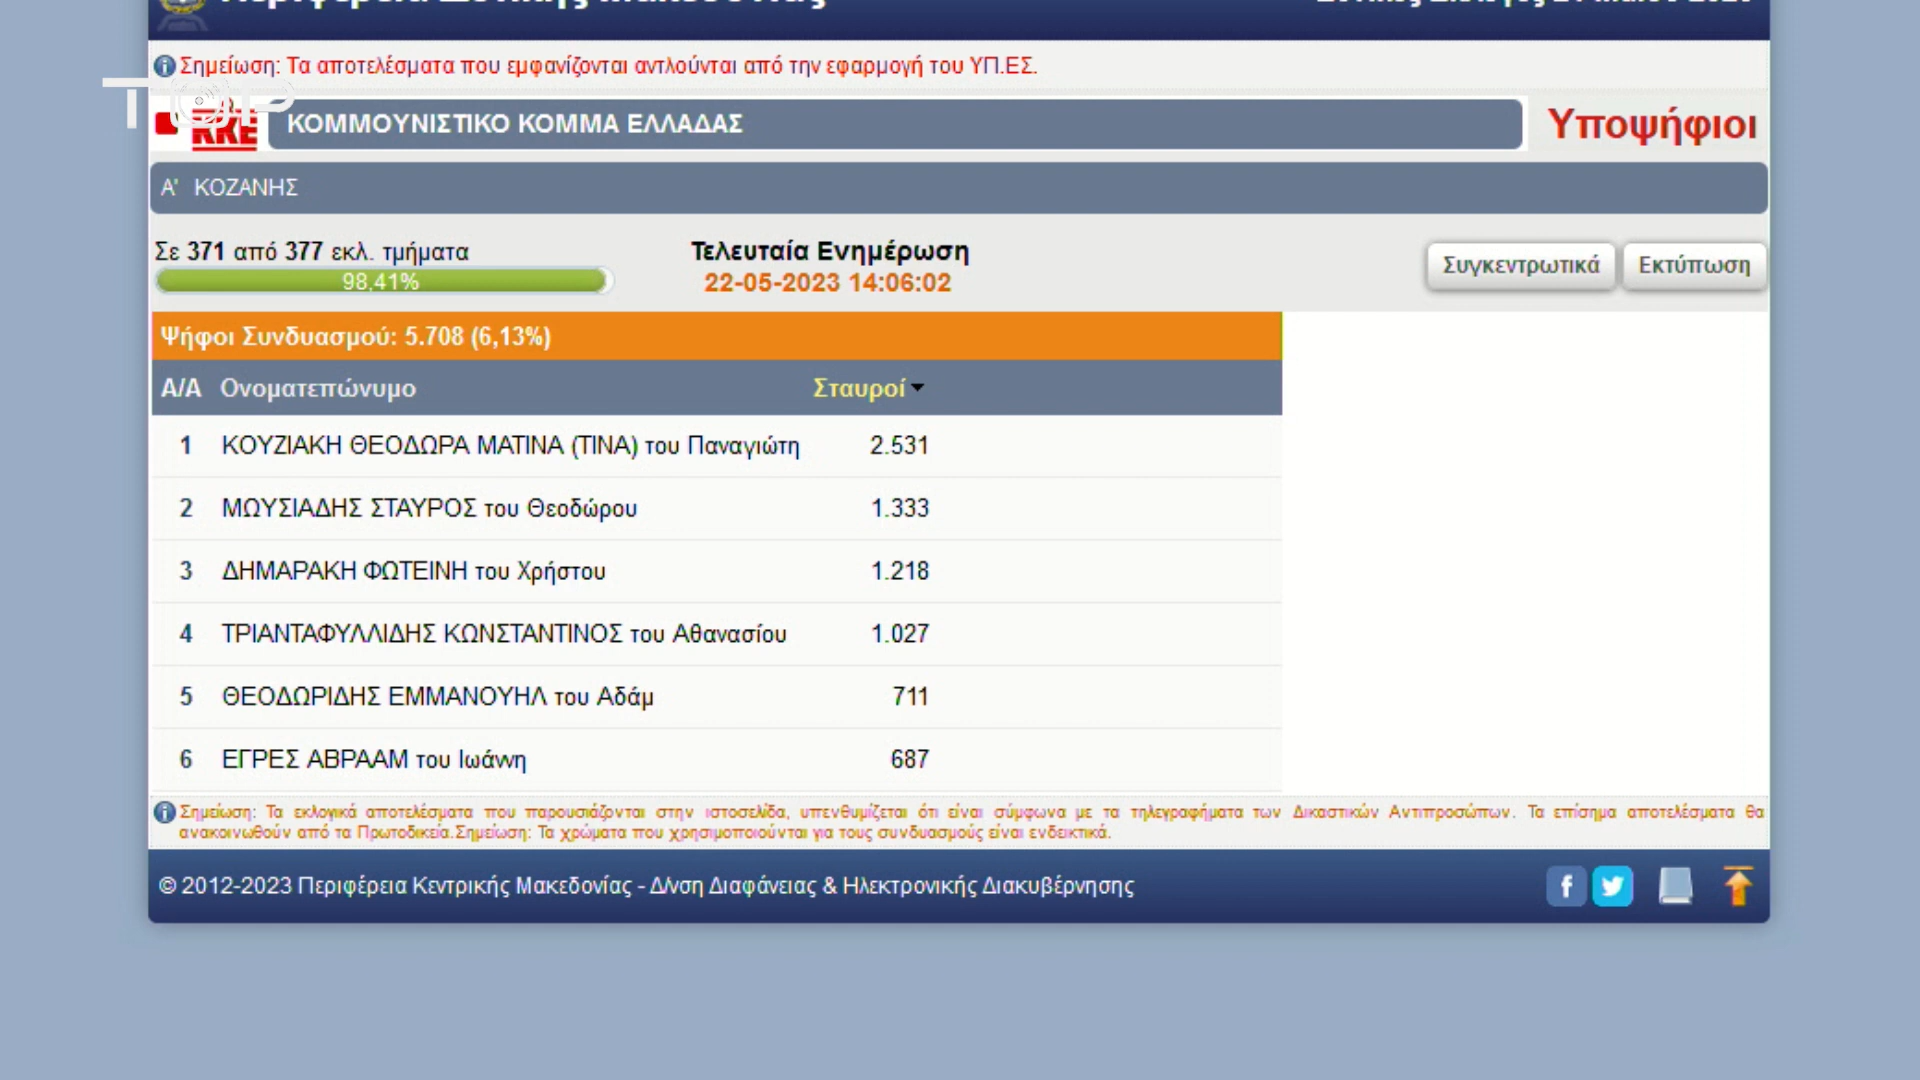 Σημείωση: Τα αποτελέσματα που εμφανίζονται αντλούνται από την εφαρμογή του ΥΠ.ΕΣ.
TOP
KKE
ΚΟΜΜΟΥΝΙΣΤΙΚΟ ΚΟΜΜΑ ΕΛΛΑΔΑΣ
Υποψήφιοι
Α' ΚΟΖΑΝΗΣ
Σε 371 από 377 εκλ. τμήματα
98,41%
Τελευταία Ενημέρωση
22-05-2023 14:06:02
Συγκεντρωτικά
Εκτύπωση
Ψήφοι Συνδυασμού: 5.708 (6,13%)
Α/Α Ονοματεπώνυμο Σταυροί
1 ΚΟΥΖΙΑΚΗ ΘΕΟΔΩΡΑ ΜΑΤΙΝΑ (ΤΙΝΑ) του Παναγιώτη 2.531
2 ΜΩΥΣΙΑΔΗΣ ΣΤΑΥΡΟΣ του Θεοδώρου 1.333
3 ΔΗΜΑΡΑΚΗ ΦΩΤΕΙΝΗ του Χρήστου 1.218
4 ΤΡΙΑΝΤΑΦΥΛΛΙΔΗΣ ΚΩΝΣΤΑΝΤΙΝΟΣ του Αθανασίου 1.027
5 ΘΕΟΔΩΡΙΔΗΣ ΕΜΜΑΝΟΥΗΛ του Αδάμ 711
6 ΕΓΡΕΣ ΑΒΡΑΑΜ του Ιωάννη 687
Σημείωση: Τα εκλογικά αποτελέσματα που παρουσιάζονται στην ιστοσελίδα, υπενθυμίζεται ότι είναι σύμφωνα με τα τηλεγραφήματα των Δικαστικών Αντιπροσώπων. Τα επίσημα αποτελέσματα θα
ανακοινωθούν από τα Πρωτοδικεία.Σημείωση: Τα χρώματα που χρησιμοποιούνται για τους συνδυασμούς είναι ενδεικτικά.
© 2012-2023 Περιφέρεια Κεντρικής Μακεδονίας - Δ/νση Διαφάνειας & Ηλεκτρονικής Διακυβέρνησης